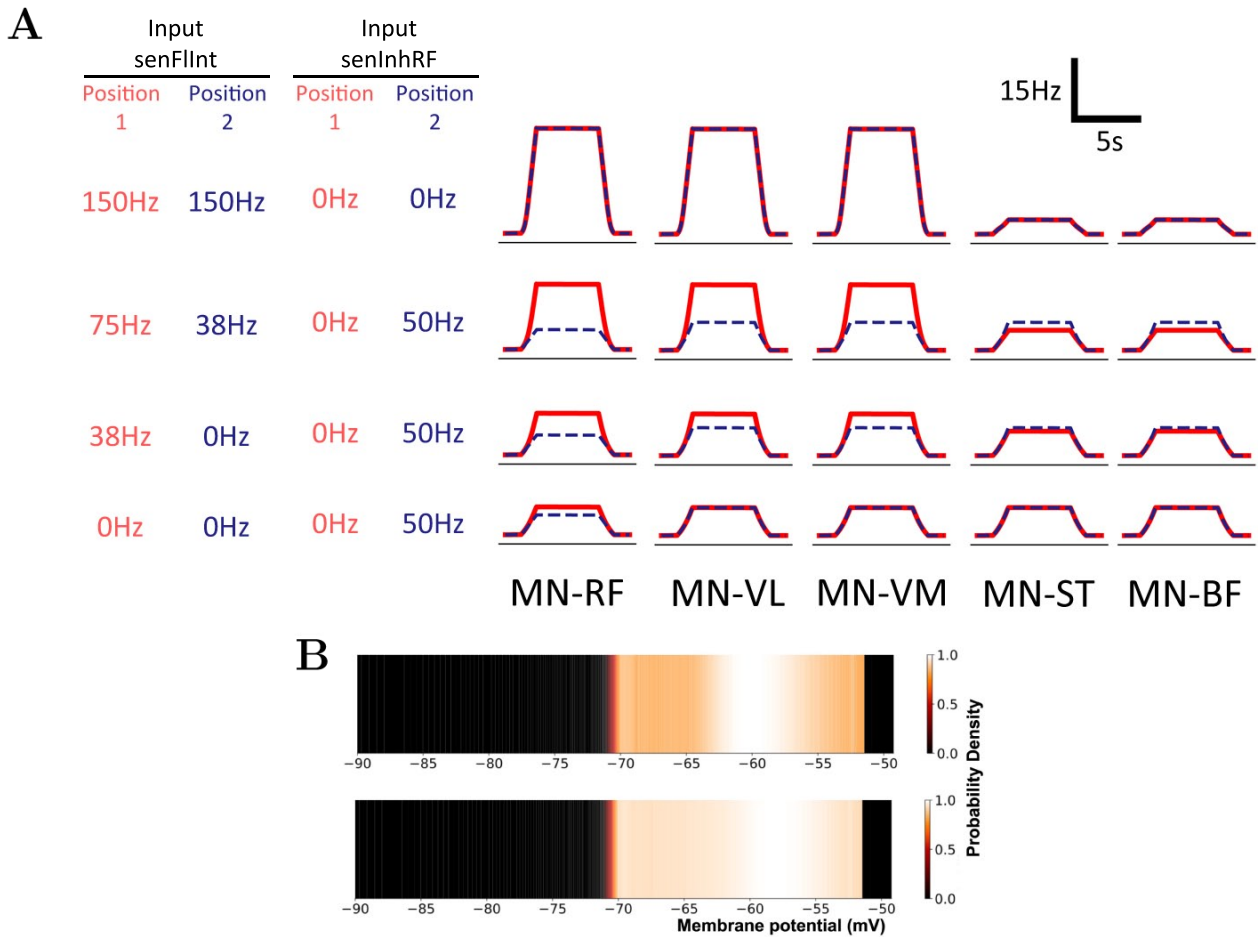 A
Input
senFlInt
Input
senInhRF
Position
1
Position
2
Position
1
Position
2
15Hz
5s
150Hz 150Hz 0Hz 0Hz
75Hz 38Hz 0Hz 50Hz
38Hz 0Hz 0Hz 50Hz
0Hz 0Hz 0Hz 50Hz
MN-RF MN-VL MN-VM MN-ST MN-BF
B
1.0
0.5
0.0
−90 −85 −80 −75 −70 −65 −60 −55 −50
1.0
0.5
0.0
Probability Density
−90 −85 −80 −75 −70 −65 −60 −55 −50
Membrane potential (mV)